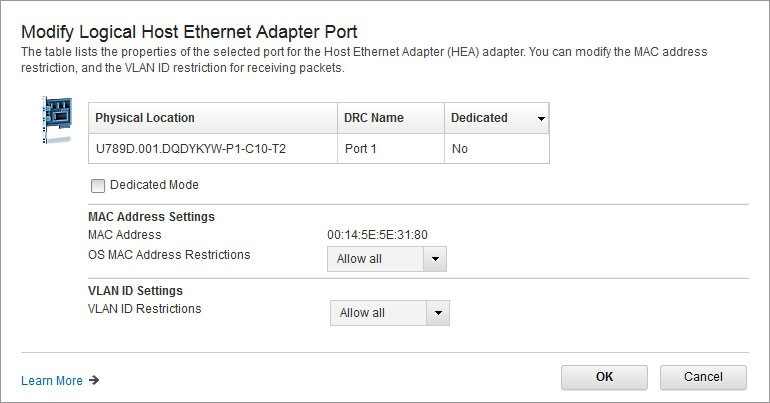 Modify Logical Host Ethernet Adapter Port
The table lists the properties of the selected port for the Host Ethernet Adapter (HEA) adapter. You can modify the MAC address
restriction, and the VLAN ID restriction for receiving packets.
Physical Location DRC Name Dedicated
U789D.001.DQDYKYW-P1-C10-T2 Port 1 No
Dedicated Mode
MAC Address Settings
MAC Address 00:14:5E:5E:31:80
OS MAC Address Restrictions Allow all
VLAN ID Settings
VLAN ID Restrictions Allow all
Learn More OK Cancel